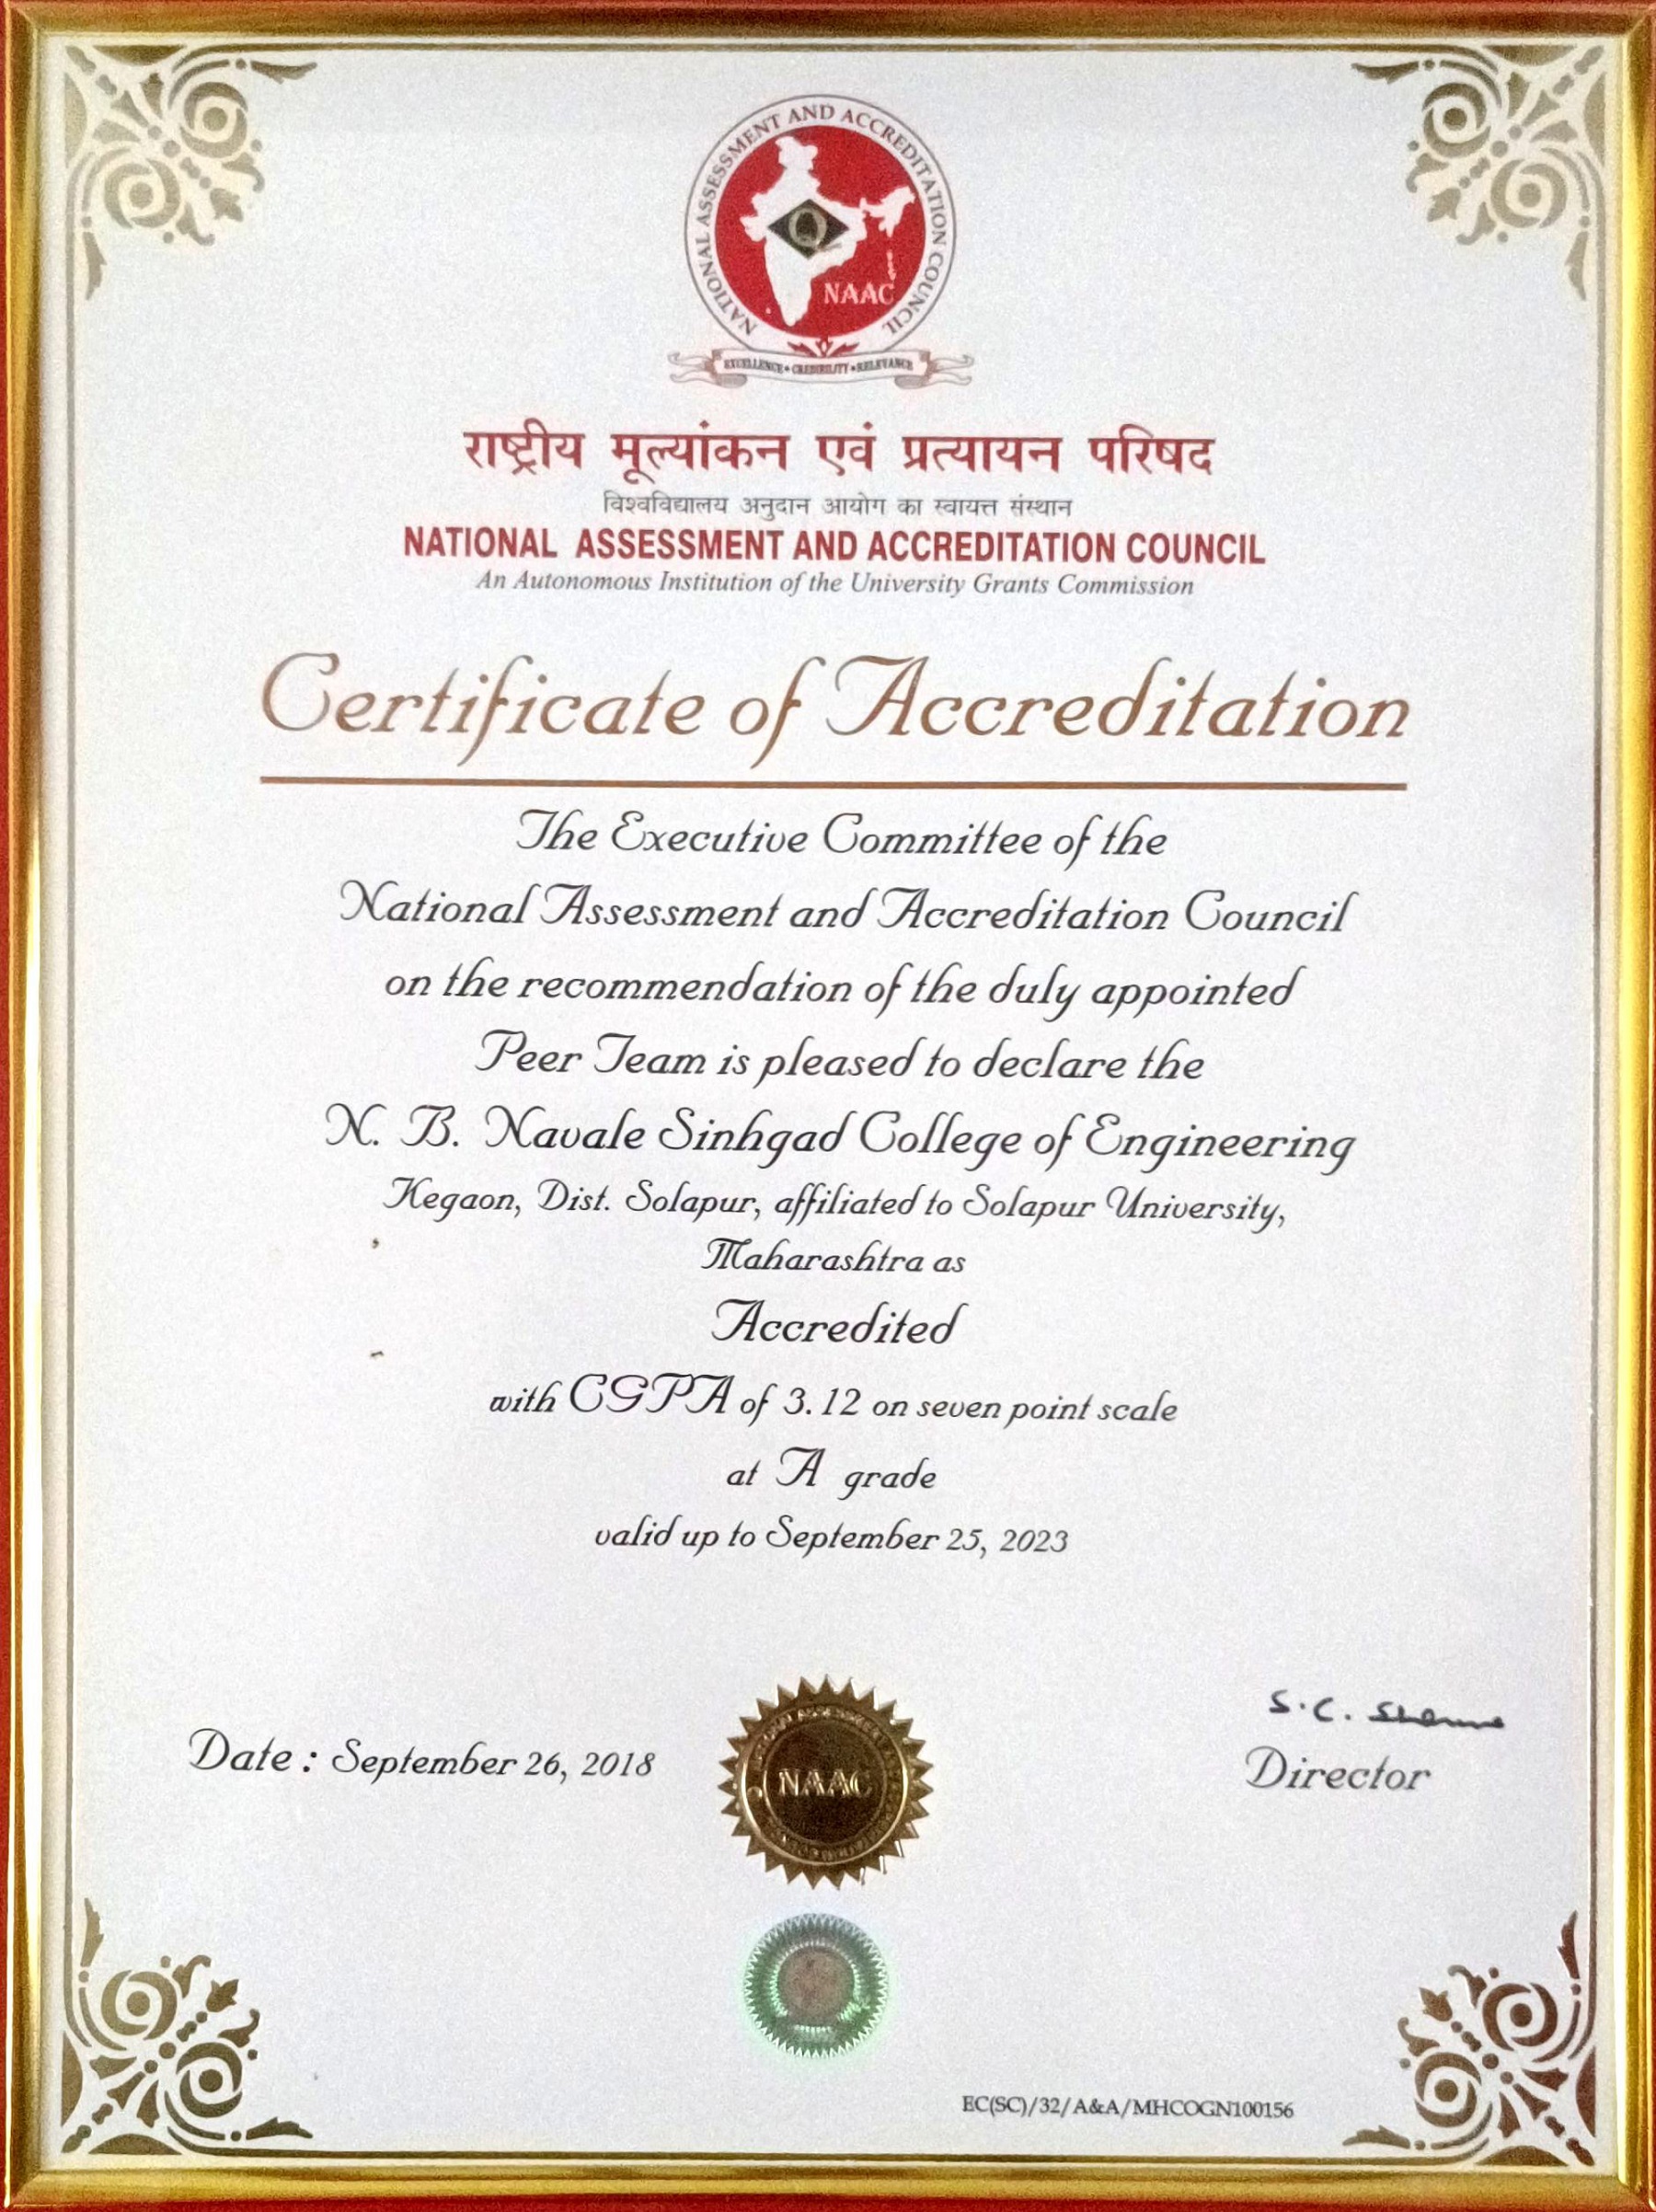 NATIONAL ASSESSMENT AND ACCREDITATION COUNCIL
NAAC
EXCELLENCE • CREDIBILITY • RELEVANCE
राष्ट्रीय मूल्यांकन एवं प्रत्यायन परिषद
विश्वविद्यालय अनुदान आयोग का स्वायत्त संस्थान
NATIONAL ASSESSMENT AND ACCREDITATION COUNCIL
An Autonomous Institution of the University Grants Commission
Certificate of Accreditation
The Executive Committee of the
National Assessment and Accreditation Council
on the recommendation of the duly appointed
Peer Team is pleased to declare the
N. B. Navale Sinhgad College of Engineering
Kegaon, Dist. Solapur, affiliated to Solapur University,
Maharashtra as
Accredited
with CGPA of 3.12 on seven point scale
at A grade
valid up to September 25, 2023
S. C. Sharma
Date : September 26, 2018
NAAC
Director
EC(SC)/32/A&A/MHCOGN100156